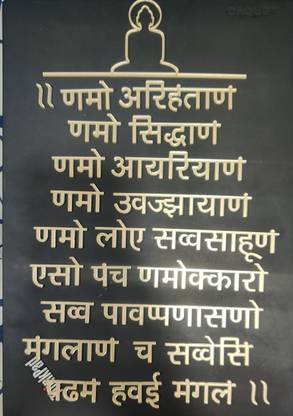 ।। णमो अरिहंताणं
णमो सिद्धाणं
णमो आयरियाणं
णमो उवज्झायाणं
णमो लोए सव्वसाहूणं
एसो पंच णमोक्कारो
सव्व पावप्पणासणो
मंगलाणं च सव्वेसिं
पढमं हवई मंगलं ।।